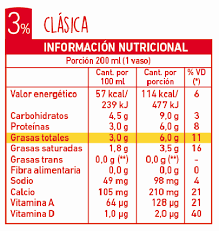 3% CLÁSICA
INFORMACIÓN NUTRICIONAL
Porción 200 ml (1 vaso)
Cant. por 100 ml Cant. por porción % VD (*)
Valor energético 57 kcal/ 239 kJ 114 kcal/ 477 kJ 6
Carbohidratos 4,5 g 9,0 g 3
Proteínas 3,0 g 6,0 g 8
Grasas totales 3,0 g 6,0 g 11
Grasas saturadas 1,8 g 3,5 g 16
Grasas trans 0,0 g (**) 0,0 g (**) -
Fibra alimentaria 0,0 g 0,0 g 0
Sodio 49 mg 98 mg 4
Calcio 105 mg 210 mg 21
Vitamina A 64 µg 128 µg 21
Vitamina D 1,0 µg 2,0 µg 40